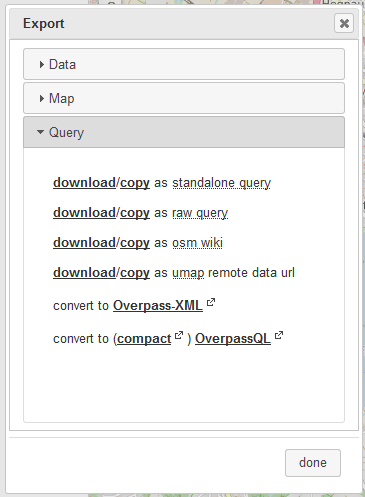 Export
Data
Map
Query
download/copy as standalone query
download/copy as raw query
download/copy as osm wiki
download/copy as umap remote data url
convert to Overpass-XML
convert to (compact ) OverpassQL
done